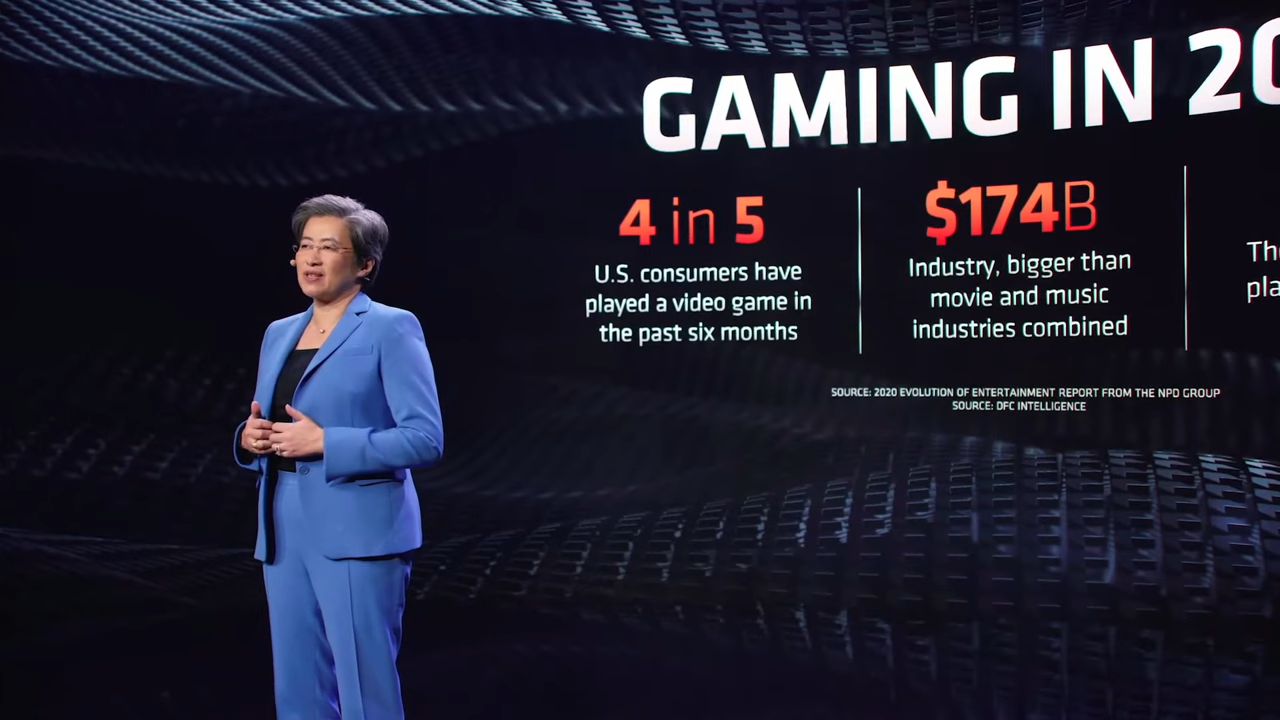 GAMING IN 20
4 in 5
U.S. consumers have
played a video game in
the past six months
$174B
Industry, bigger than
movie and music
industries combined
SOURCE: 2020 EVOLUTION OF ENTERTAINMENT REPORT FROM THE NPD GROUP
SOURCE: DFC INTELLIGENCE